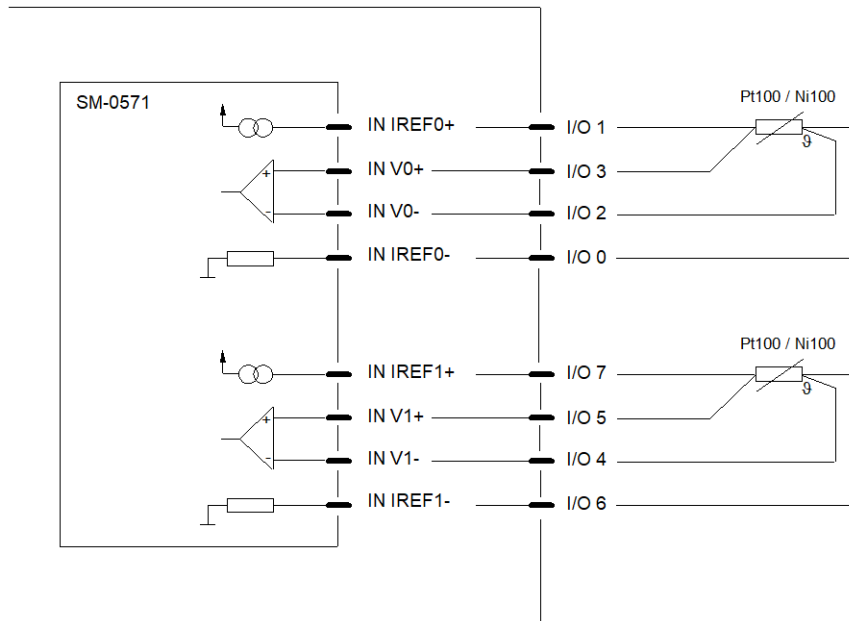 Pt100 / Ni100
SM-0571
IN IREF0+ I/O 1
ϑ
+ IN V0+ I/O 3
- IN V0- I/O 2
IN IREF0- I/O 0
Pt100 / Ni100
IN IREF1+ I/O 7
ϑ
+ IN V1+ I/O 5
- IN V1- I/O 4
IN IREF1- I/O 6